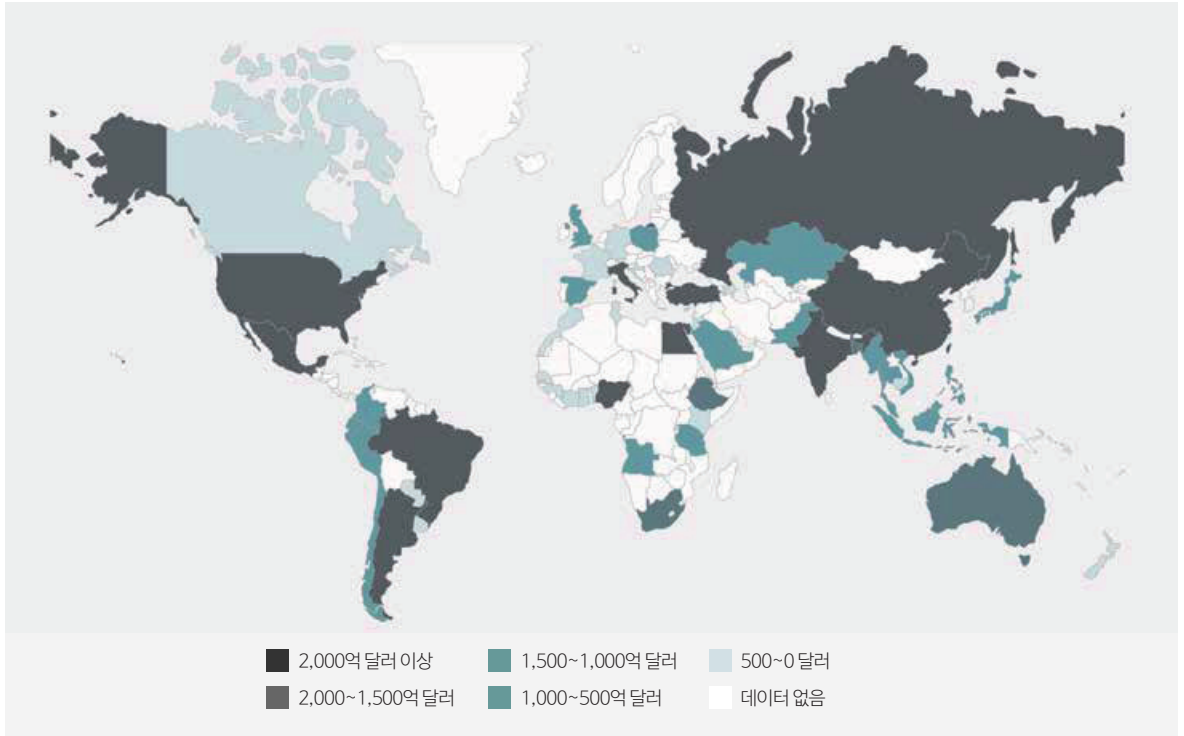 2,000억 달러 이상
2,000~1,500억 달러
1,500~1,000억 달러
1,000~500억 달러
500~0 달러
데이터 없음